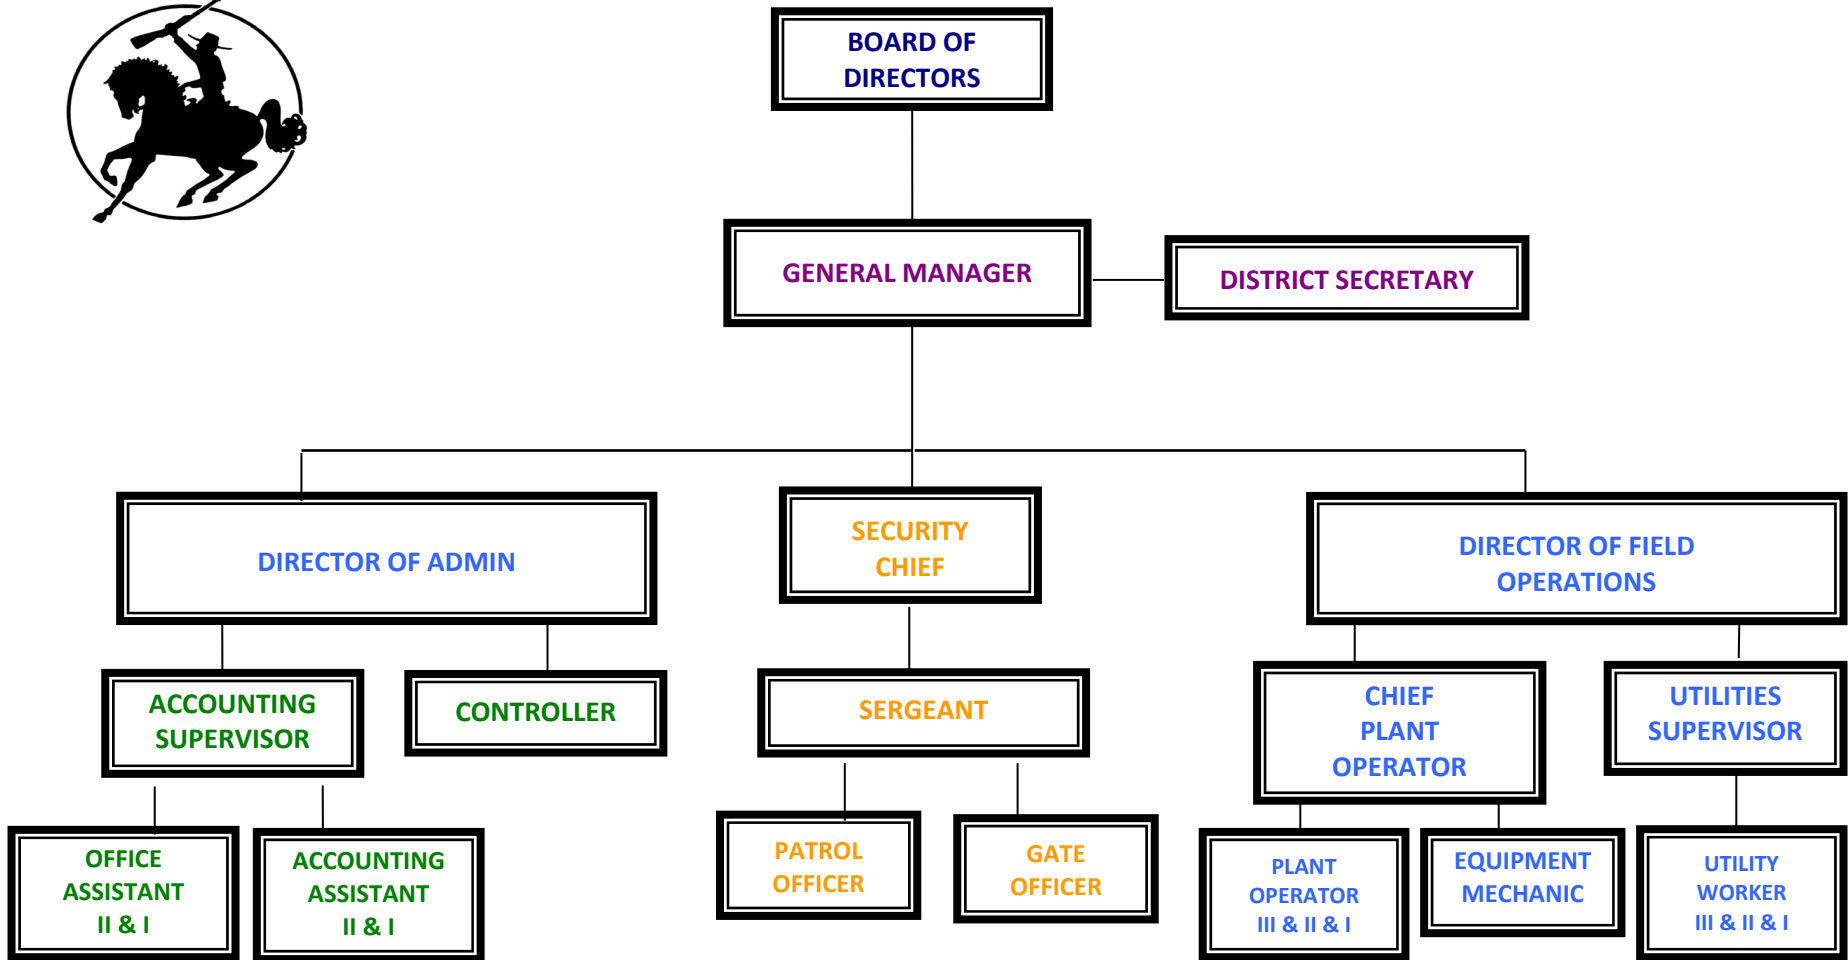 BOARD OF
DIRECTORS
GENERAL MANAGER
DISTRICT SECRETARY
DIRECTOR OF ADMIN
SECURITY
CHIEF
DIRECTOR OF FIELD
OPERATIONS
ACCOUNTING
SUPERVISOR
CONTROLLER
SERGEANT
CHIEF
PLANT
OPERATOR
UTILITIES
SUPERVISOR
OFFICE
ASSISTANT
II & I
ACCOUNTING
ASSISTANT
II & I
PATROL
OFFICER
GATE
OFFICER
PLANT
OPERATOR
III & II & I
EQUIPMENT
MECHANIC
UTILITY
WORKER
III & II & I